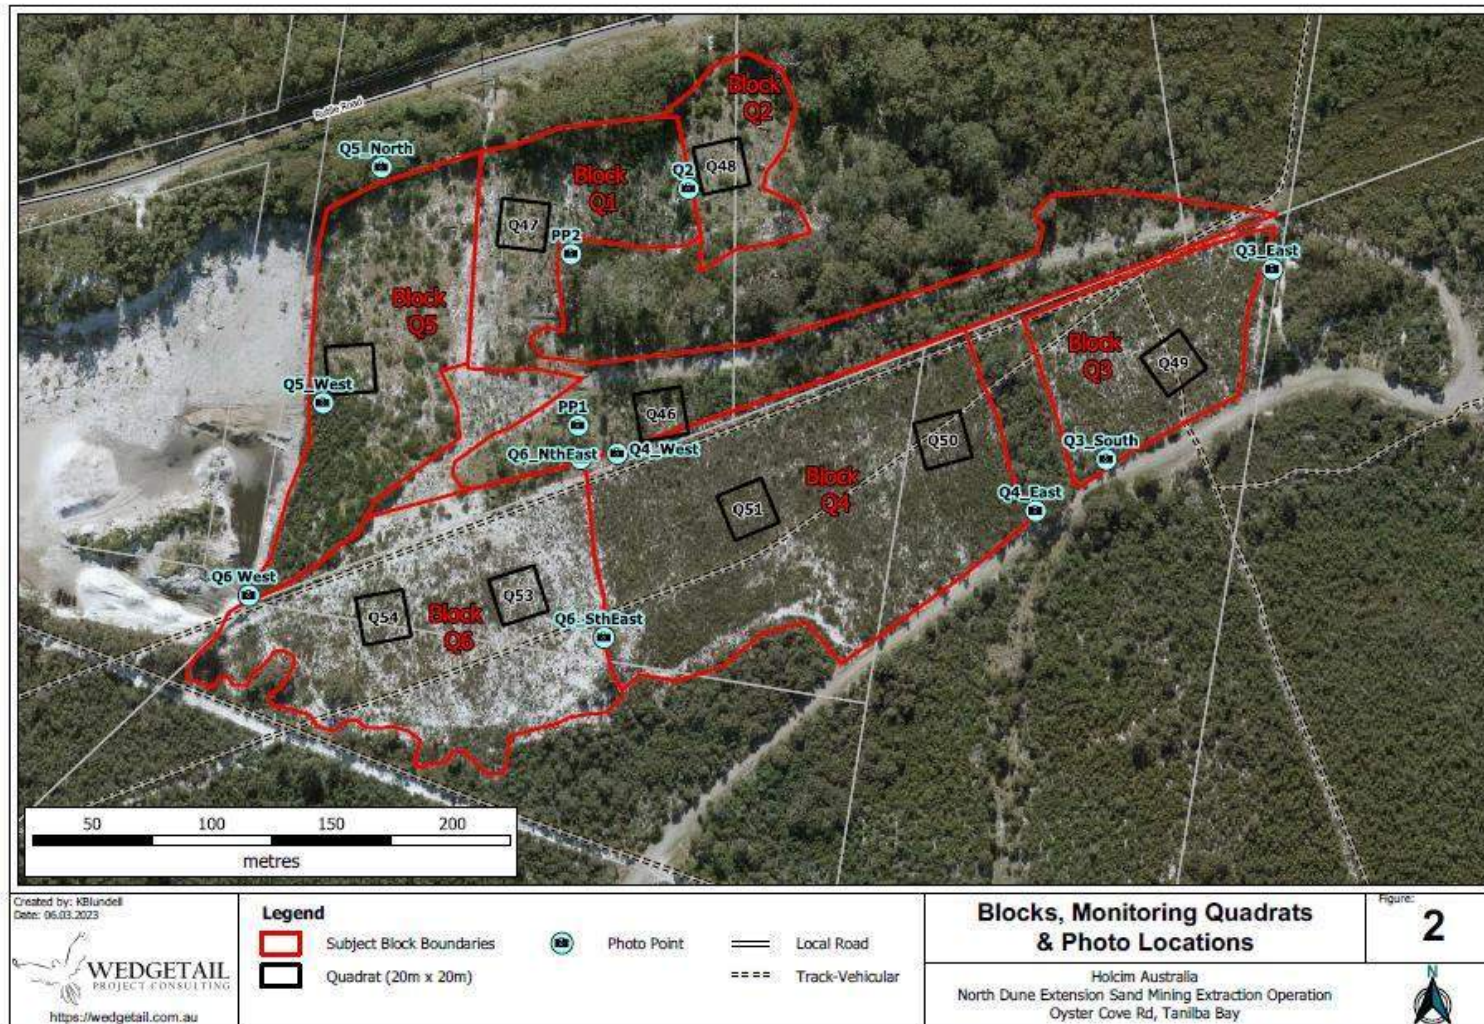 Rutile Road
Block
Q2
Q5_North
Q2
Q48
Block
Q1
Q47
PP2
Q3_East
Block
Q5
Block
Q3
Q49
Q5_West
PP1
Q46
Q6_NthEast
Q4_West
Q50
Q3_South
Block
Q4
Q51
Q4_East
Q6 West
Q54
Q53
Block
Q6
Q6_SthEast
50 100 150 200
metres
Created by: KBlundell
Date: 06.03.2023
WEDGETAIL
PROJECT CONSULTING
https://wedgetail.com.au
Legend
Subject Block Boundaries
Photo Point
Local Road
Quadrat (20m x 20m)
Track-Vehicular
Blocks, Monitoring Quadrats
& Photo Locations
Holcim Australia
North Dune Extension Sand Mining Extraction Operation
Oyster Cove Rd, Tanilba Bay
Figure:
2
N